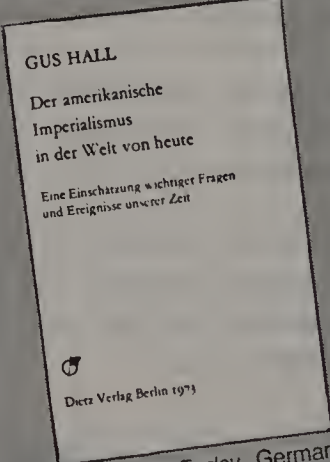 GUS HALL
Der amerikanische
Imperialismus
in der Welt von heute
Eine Einschätzung wichtiger Fragen
und Ereignisse unserer Zeit
Dietz Verlag Berlin 1973